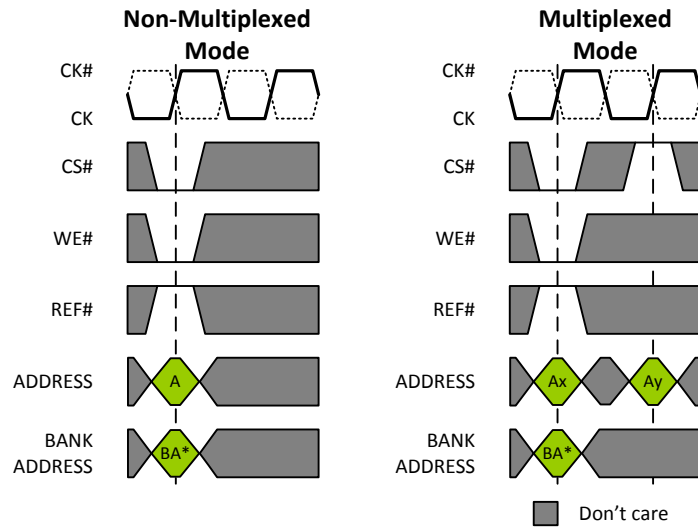 Non-Multiplexed
Mode
Multiplexed
Mode
CK#
CK
CS#
WE#
REF#
ADDRESS
A
BANK
ADDRESS
BA*
CK#
CK
CS#
WE#
REF#
ADDRESS
Ax
Ay
BANK
ADDRESS
BA*
Don't care